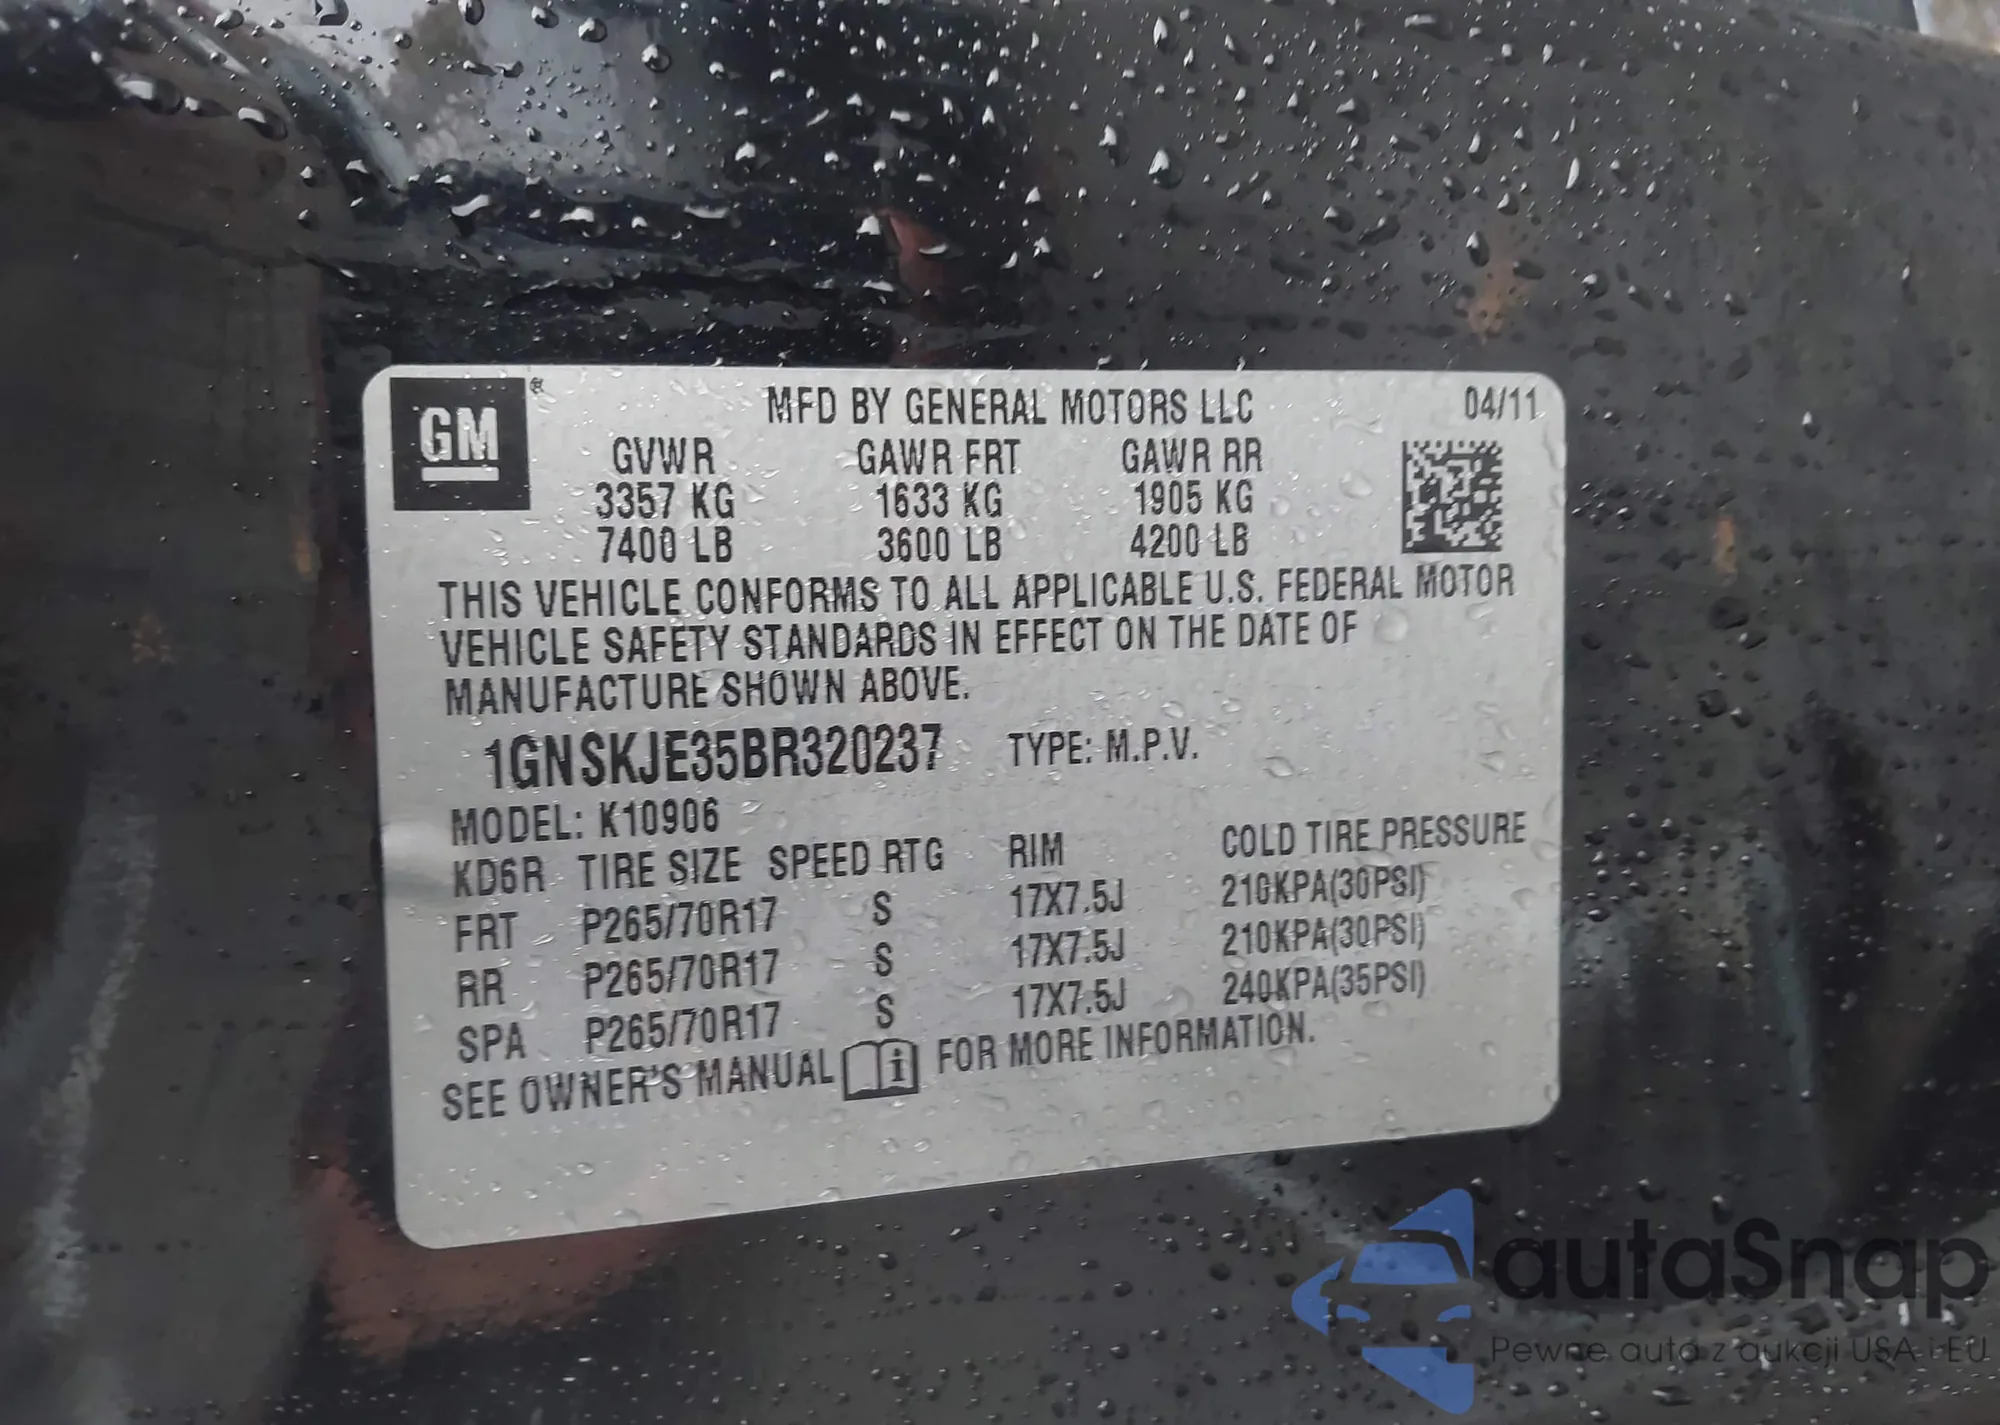 GM®
MFD BY GENERAL MOTORS LLC 04/11
GVWR GAWR FRT GAWR RR
3357 KG 1633 KG 1905 KG
7400 LB 3600 LB 4200 LB
THIS VEHICLE CONFORMS TO ALL APPLICABLE U.S. FEDERAL MOTOR
VEHICLE SAFETY STANDARDS IN EFFECT ON THE DATE OF
MANUFACTURE SHOWN ABOVE.
1GNSKJE35BR320237 TYPE: M.P.V.
MODEL: K10906
KD6R TIRE SIZE SPEED RTG RIM COLD TIRE PRESSURE
FRT P265/70R17 S 17X7.5J 210KPA(30PSI)
RR P265/70R17 S 17X7.5J 210KPA(30PSI)
SPA P265/70R17 S 17X7.5J 240KPA(35PSI)
SEE OWNER'S MANUAL i FOR MORE INFORMATION.
autaSnap
Pewne auta z aukcji USA i EU